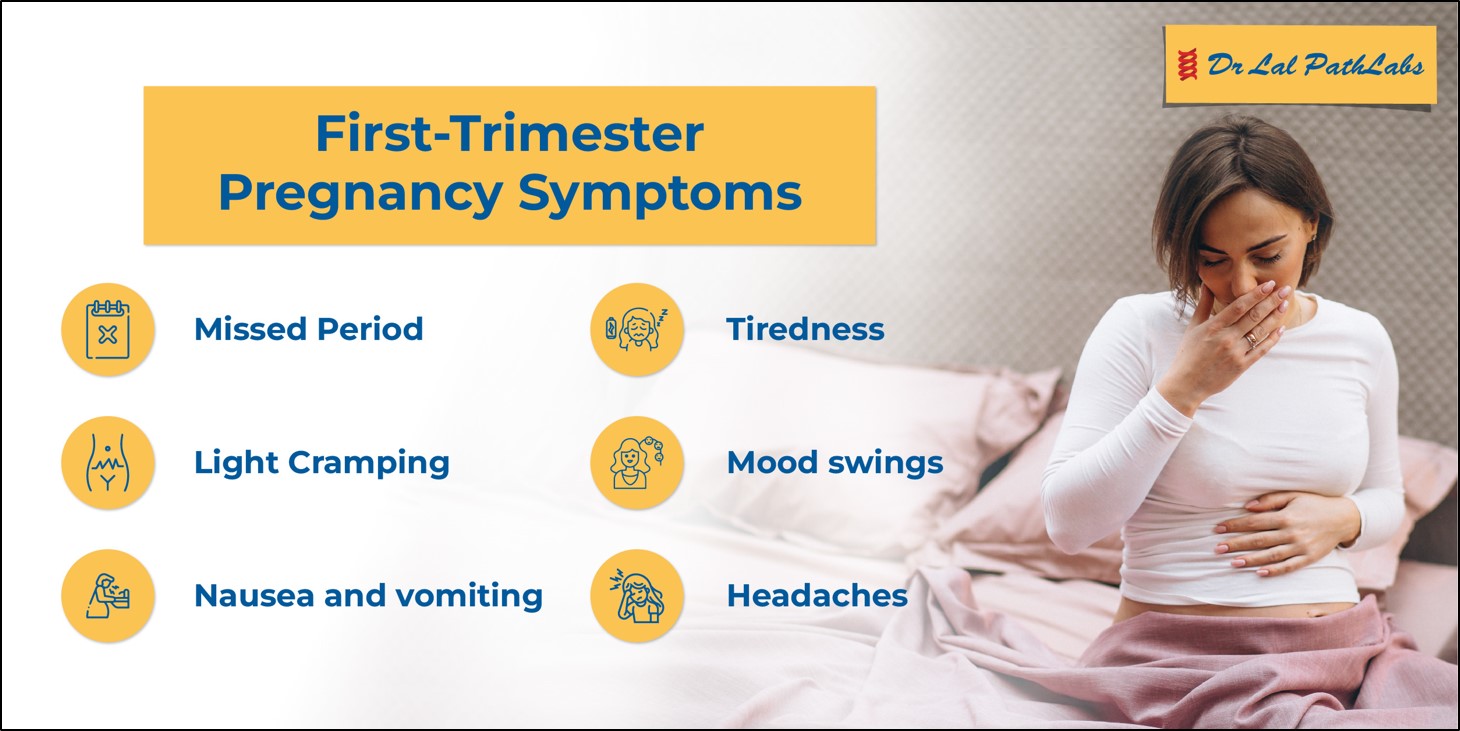 Dr Lal PathLabs
First-Trimester
Pregnancy Symptoms
Missed Period
Tiredness
Light Cramping
Mood swings
Nausea and vomiting
Headaches